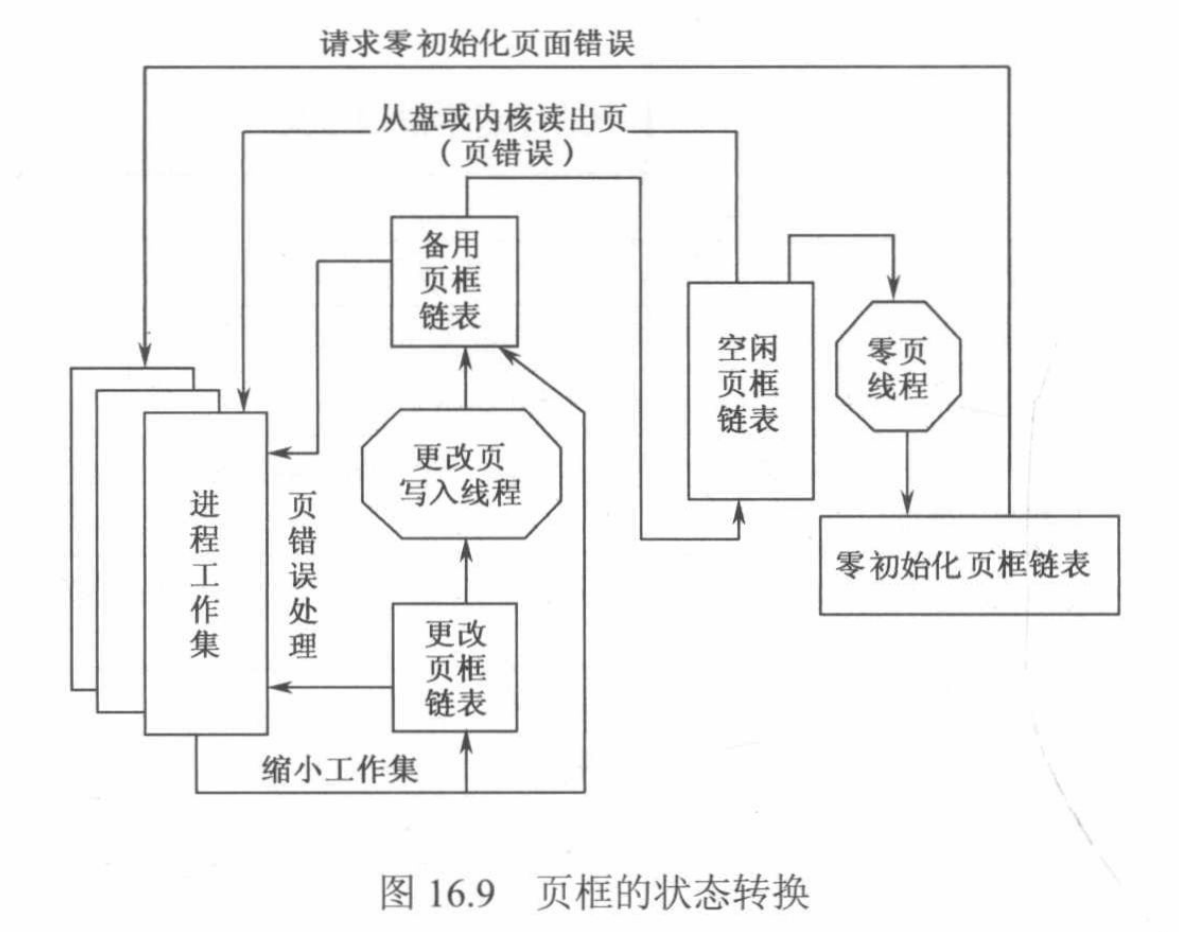 请求零初始化页面错误
从盘或内核读出页
(页错误)
备用
页框
链表
空闲
页框
链表
零页
线程
更改页
写入线程
进程工作集
页错误处理
零初始化页框链表
更改
页框
链表
缩小工作集
图 16.9 页框的状态转换